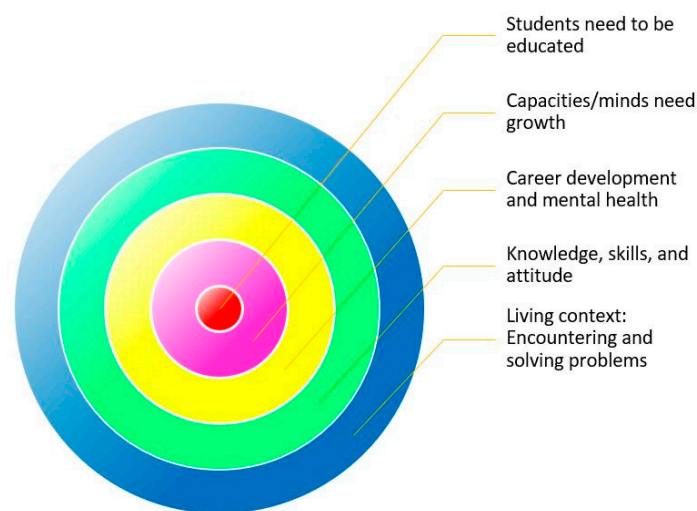 Students need to be
educated
Capacities/minds need
growth
Career development
and mental health
Knowledge, skills, and
attitude
Living context:
Encountering and
solving problems